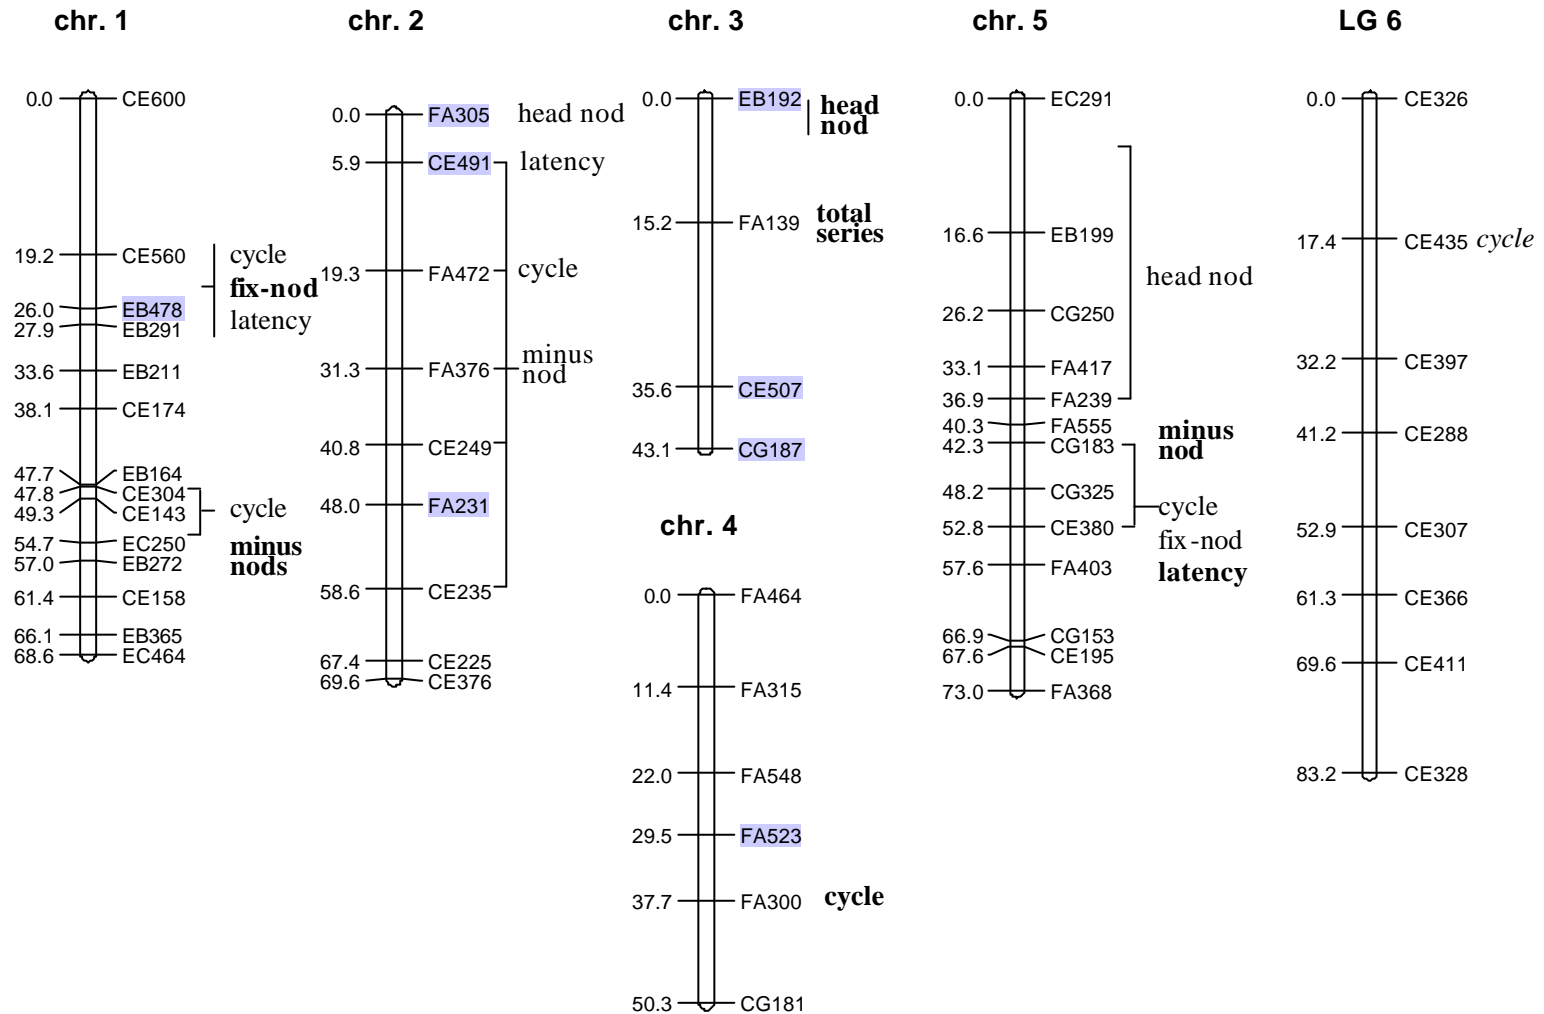 chr. 1
0.0 CE600
19.2 CE560 cycle
fix-nod
26.0 EB478
27.9 EB291 latency
33.6 EB211
38.1 CE174
47.7 EB164
47.8 CE304
49.3 CE143 cycle
54.7 EC250 minus
57.0 EB272 nods
61.4 CE158
66.1 EB365
68.6 EC464
chr. 2
0.0 FA305 head nod
5.9 CE491 latency
19.3 FA472 cycle
minus
31.3 FA376 nod
40.8 CE249
48.0 FA231
58.6 CE235
67.4 CE225
69.6 CE376
chr. 3
0.0 EB192 head
nod
total
15.2 FA139 series
35.6 CE507
43.1 CG187
chr. 4
0.0 FA464
11.4 FA315
22.0 FA548
29.5 FA523
37.7 FA300 cycle
50.3 CG181
chr. 5
0.0 EC291
16.6 EB199
head nod
26.2 CG250
33.1 FA417
36.9 FA239
40.3 FA555 minus
42.3 CG183 nod
48.2 CG325
cycle
52.8 CE380
fix-nod
57.6 FA403 latency
66.9 CG153
67.6 CE195
73.0 FA368
LG 6
0.0 CE326
17.4 CE435 cycle
32.2 CE397
41.2 CE288
52.9 CE307
61.3 CE366
69.6 CE411
83.2 CE328